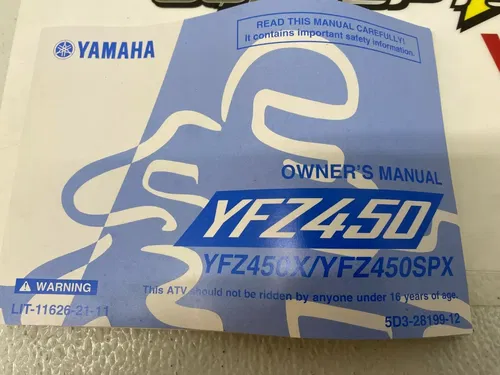 READ THIS MANUAL CAREFULLY!
It contains important safety information.
YAMAHA
OWNER'S MANUAL
YFZ450
YFZ450X/YFZ450SPX
WARNING
This ATV should not be ridden by anyone under 16 years of age.
LIT-11626-21-11
5D3-28199-12